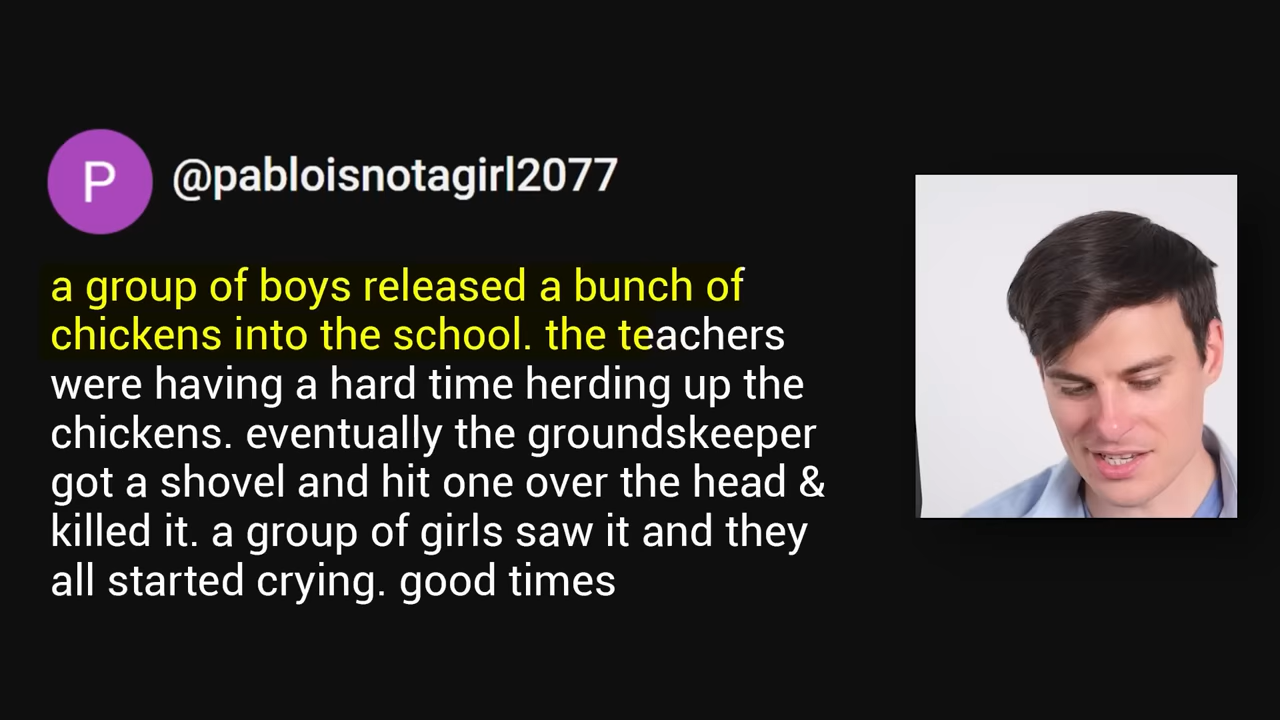 P
@pabloisnotagirl2077
a group of boys released a bunch of
chickens into the school. the teachers
were having a hard time herding up the
chickens. eventually the groundskeeper
got a shovel and hit one over the head &
killed it. a group of girls saw it and they
all started crying. good times